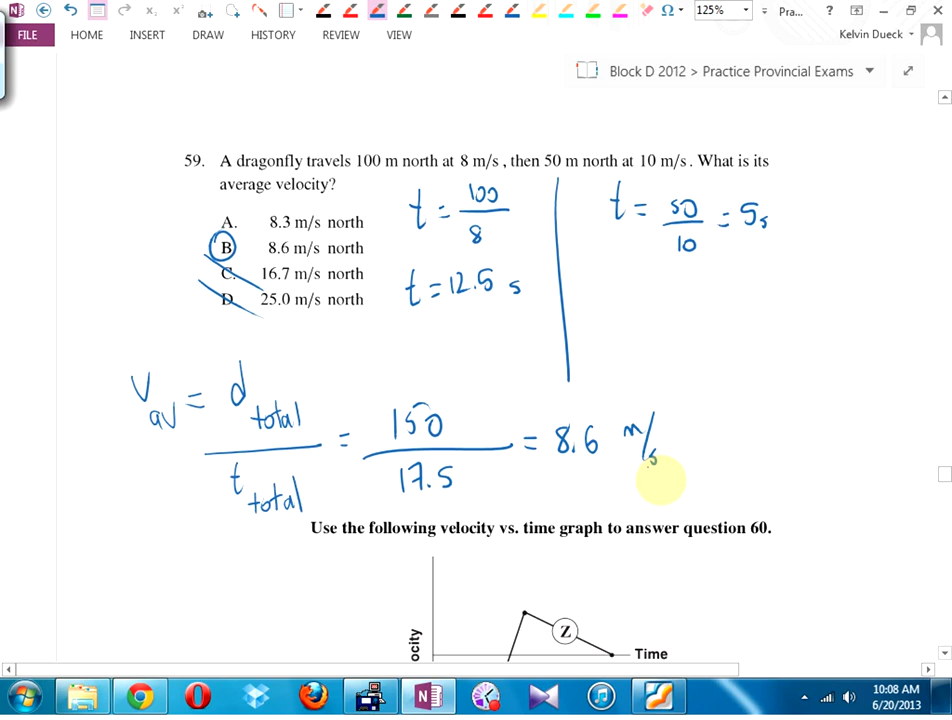 125%
Pra...
?
FILE
HOME
INSERT
DRAW
HISTORY
REVIEW
VIEW
Kelvin Dueck
Block D 2012 > Practice Provincial Exams
59. A dragonfly travels 100 m north at 8 m/s, then 50 m north at 10 m/s. What is its
average velocity?
A. 8.3 m/s north
B 8.6 m/s north
C. 16.7 m/s north
D. 25.0 m/s north
t = 100/8
t = 12.5 s
t = 50/10 = 5s
Vav = dtotal/ttotal = 150/17.5 = 8.6 m/s
Use the following velocity vs. time graph to answer question 60.
Z
ocity
Time
10:08 AM
6/20/2013